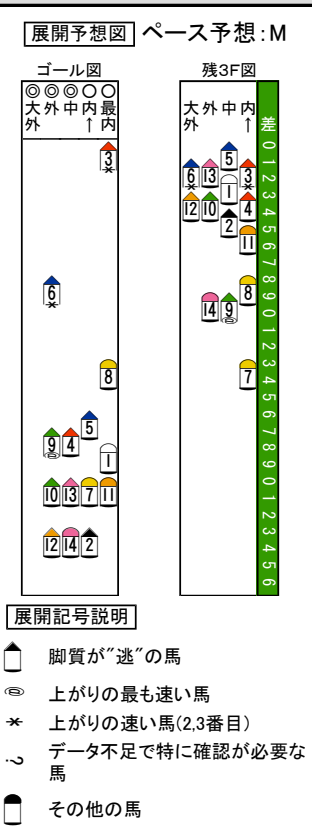 展開予想図 ペース予想:M
ゴール図
◎◎◎○○
大外 外 中 内 最内
↑
3
*
6
*
8
5
9 4
1
10 13 7 11
12 14 2
残3F図
大外 外 中 内
↑
差
0
1
2
3
4
5
6
7
8
9
0
1
2
3
4
5
6
7
8
9
0
1
2
3
4
5
6
5
6 13 3
* *
1
12 10 4
2
11
8
14 9
7
展開記号説明
脚質が"逃"の馬
◎ 上がりの最も速い馬
* 上がりの速い馬(2,3番目)
? データ不足で特に確認が必要な
馬
その他の馬